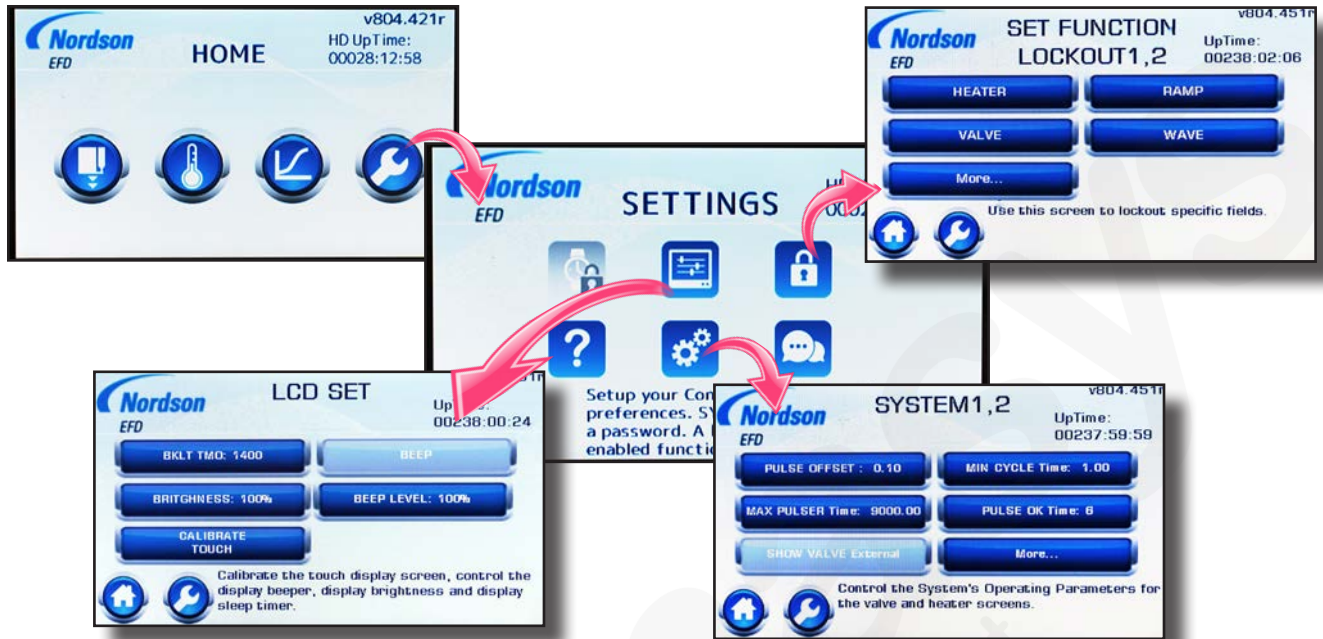 v804.421r
Nordson
EFD
HOME
HD UpTime:
00028:12:58
v804.451r
Nordson
EFD
SET FUNCTION
LOCKOUT1,2
UpTime:
00238:02:06
HEATER
RAMP
VALVE
WAVE
More...
Use this screen to lockout specific fields.
Nordson
EFD
SETTINGS
?
Setup your
preferences.
a password. A
enabled
LCD SET
Nordson
EFD
00238:00:24
BKLT TMO: 1400
BEEP
BRITGHNESS: 100%
BEEP LEVEL: 100%
CALIBRATE
TOUCH
Calibrate the touch display screen, control the
display beeper, display brightness and display
sleep timer.
v804.451r
Nordson
EFD
SYSTEM1,2
UpTime:
00237:59:59
PULSE OFFSET : 0.10
MIN CYCLE Time: 1.00
MAX PULSER Time: 9000.00
PULSE OK Time: 6
SHOW VALVE External
More...
Control the System's Operating Parameters for
the valve and heater screens.